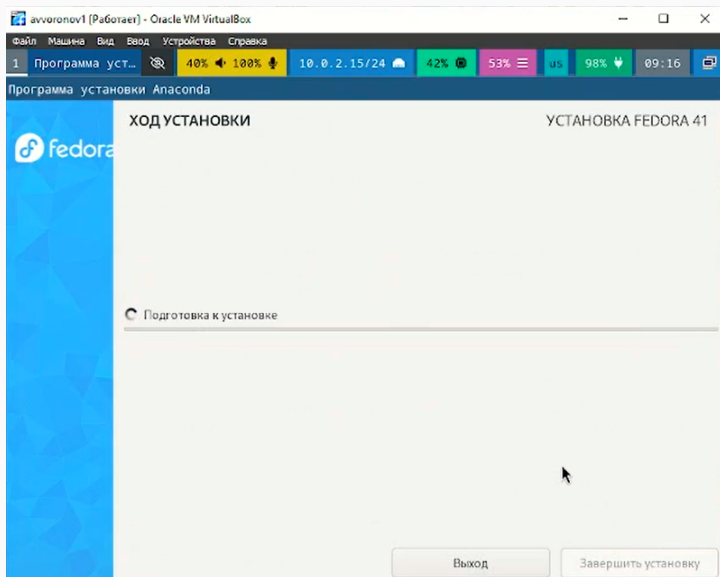 avvoronov1 [Работает] - Oracle VM VirtualBox
Файл Машина Вид Ввод Устройства Справка
1 Программа уст… 40% 100% 10.0.2.15/24 42% 53% us 98% 09:16
Программа установки Anaconda
fedora
ХОД УСТАНОВКИ
УСТАНОВКА FEDORA 41
Подготовка к установке
Выход
Завершить установку